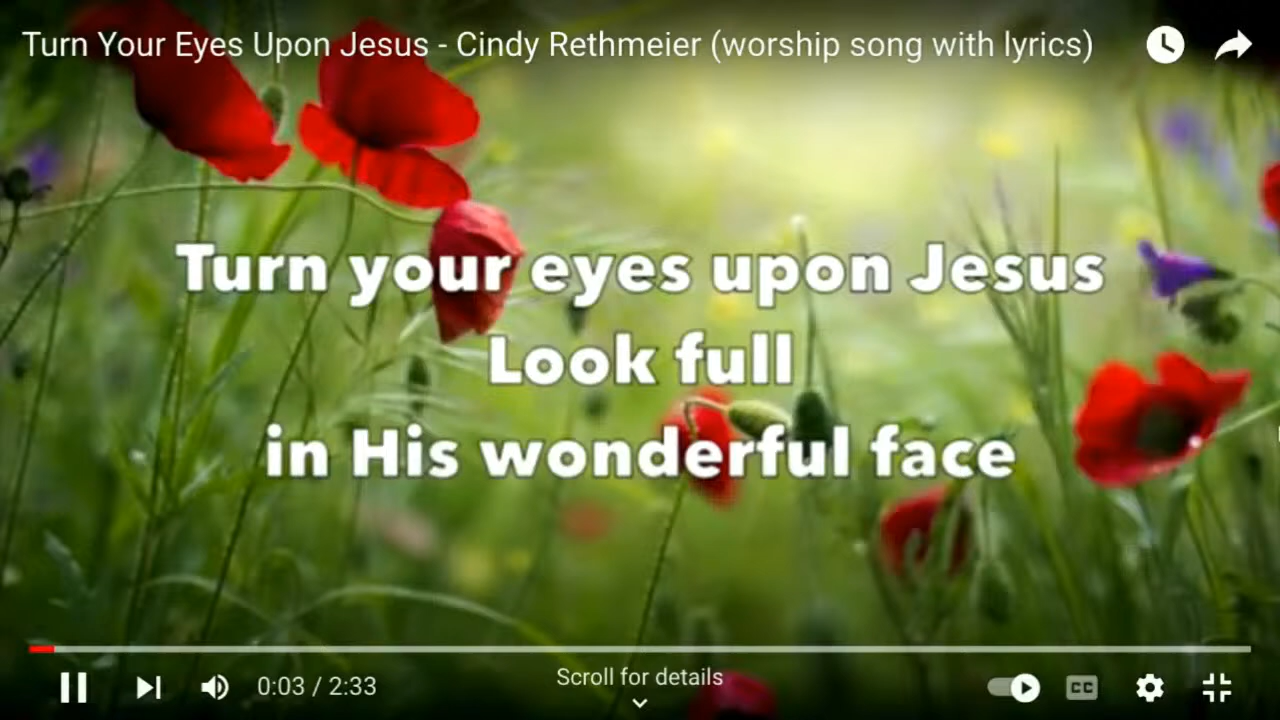 Turn Your Eyes Upon Jesus - Cindy Rethmeier (worship song with lyrics)
Turn your eyes upon Jesus
Look full
in His wonderful face
0:03 / 2:33
Scroll for details
CC